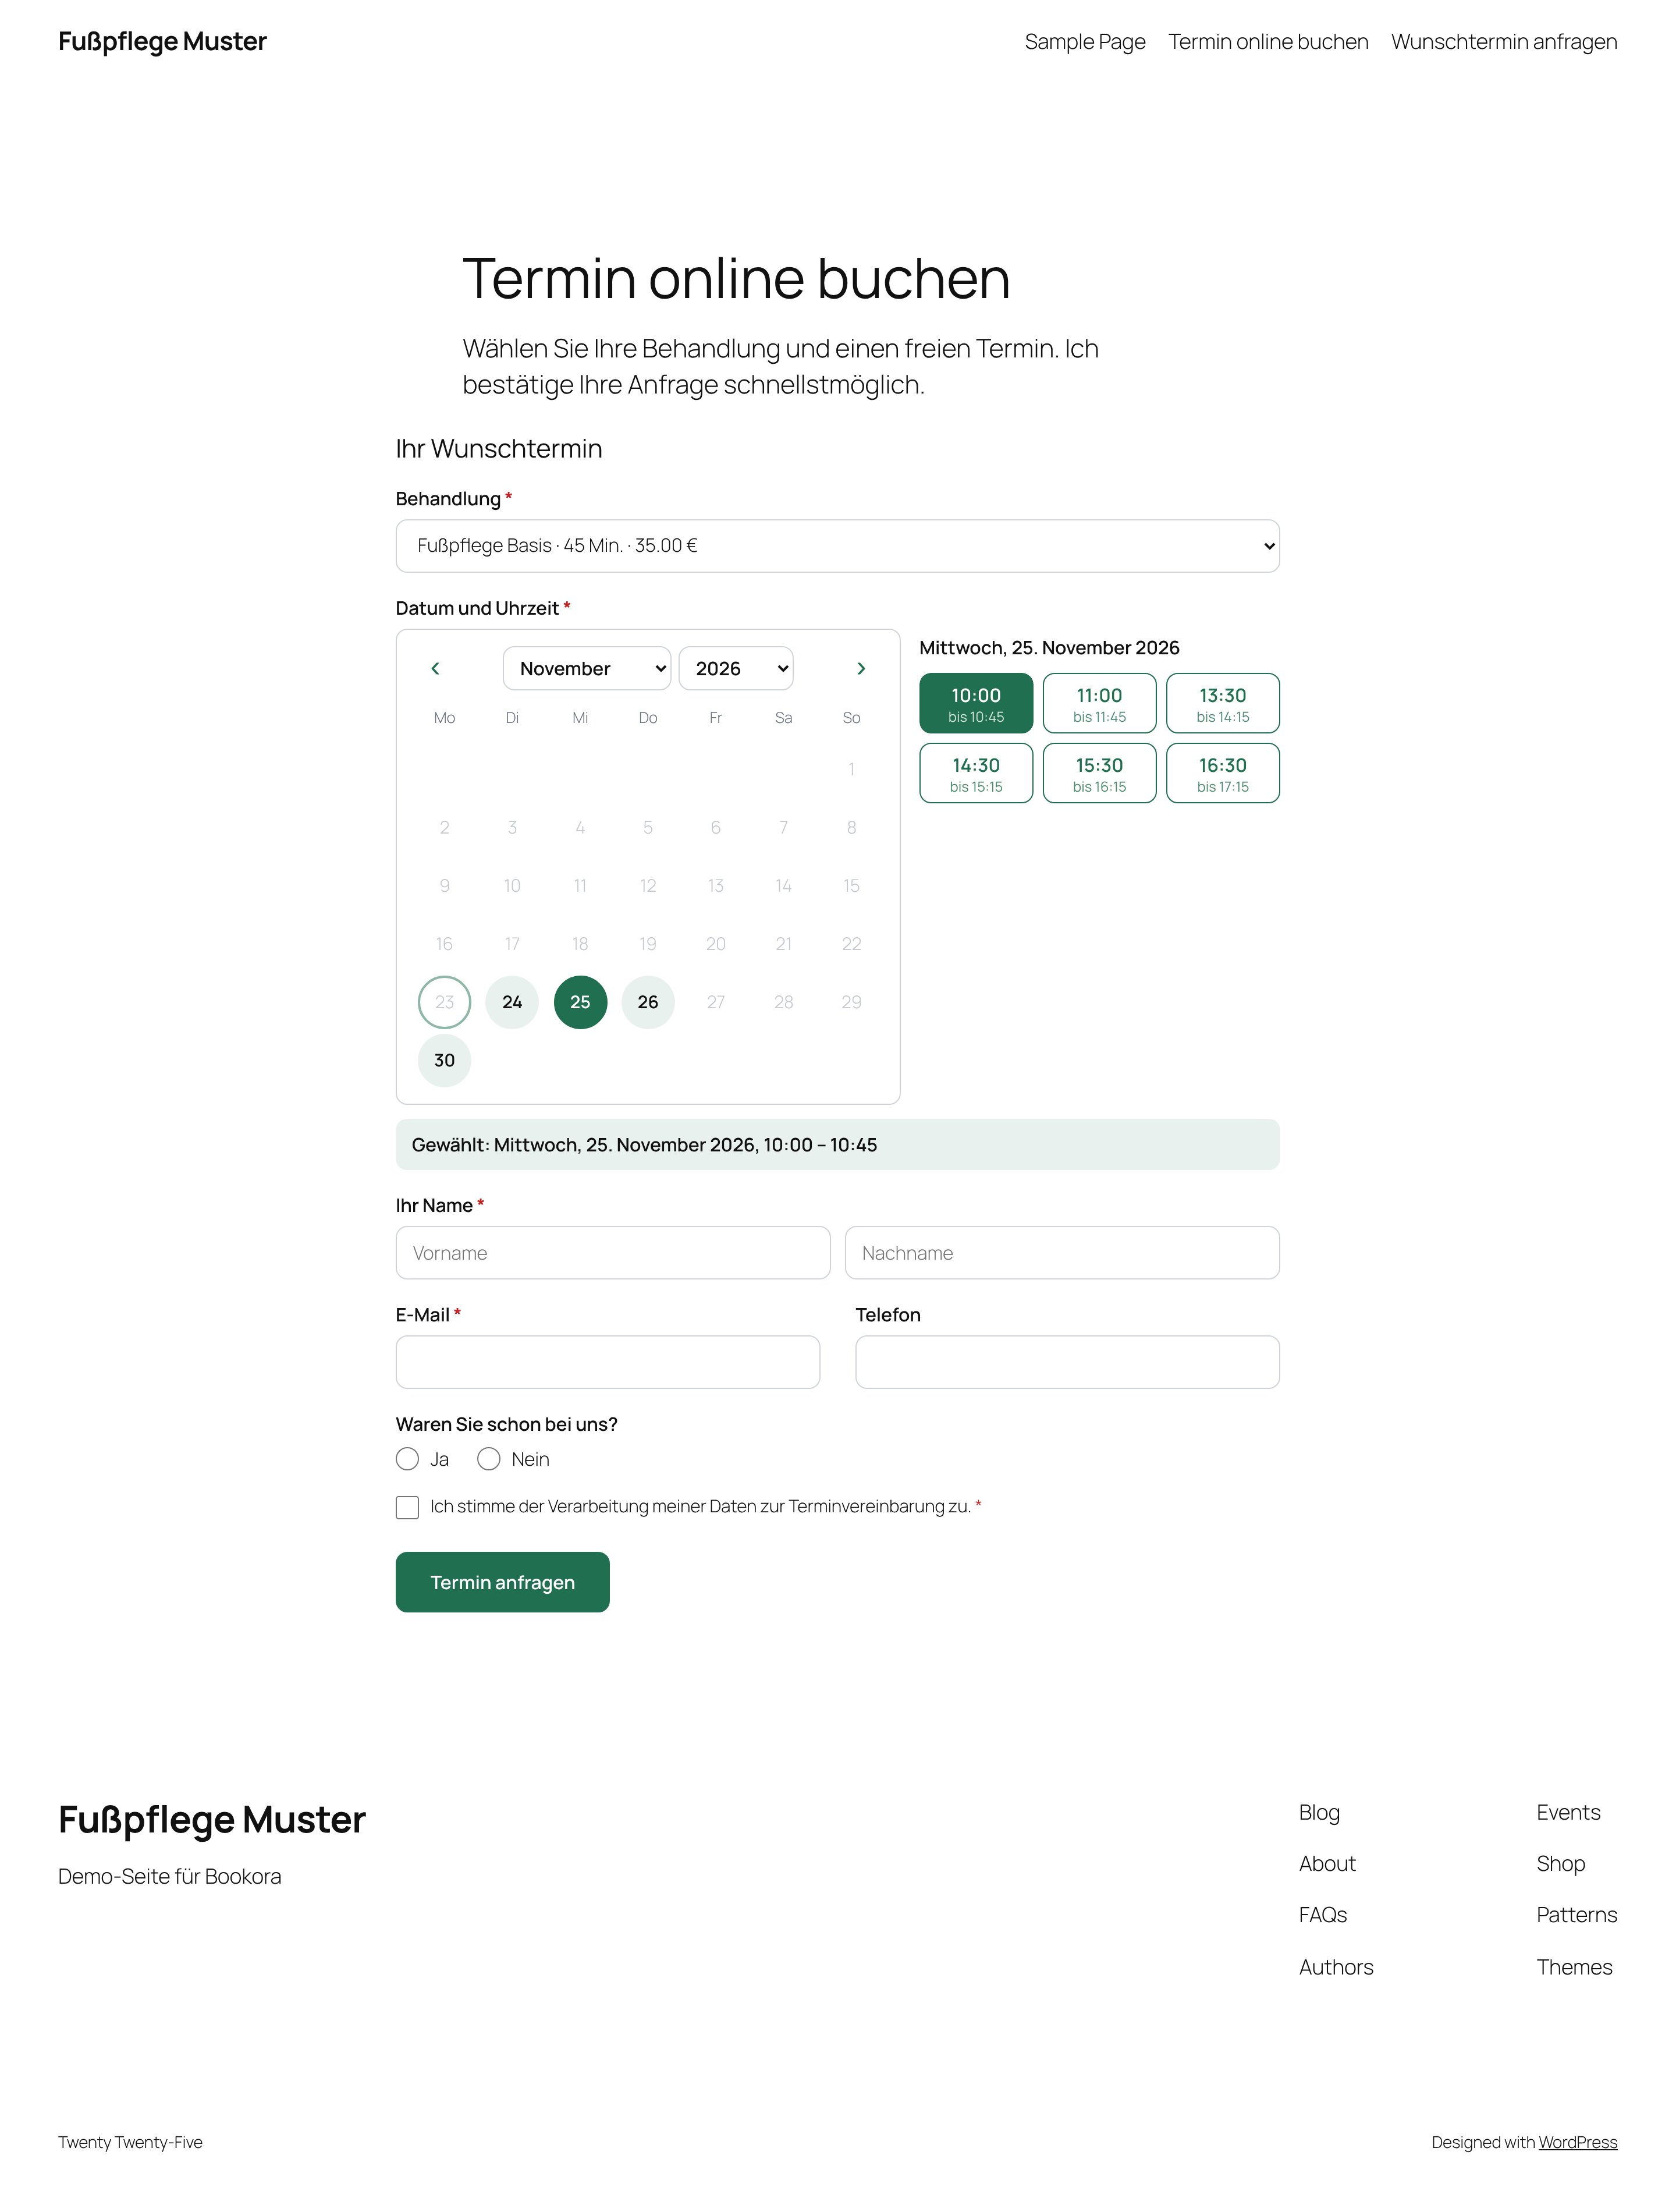 Fußpflege Muster
Sample Page Termin online buchen Wunschtermin anfragen
Termin online buchen
Wählen Sie Ihre Behandlung und einen freien Termin. Ich
bestätige Ihre Anfrage schnellstmöglich.
Ihr Wunschtermin
Behandlung *
Fußpflege Basis · 45 Min. · 35.00 €
Datum und Uhrzeit *
‹ November 2026 ›
Mo Di Mi Do Fr Sa So
1
2 3 4 5 6 7 8
9 10 11 12 13 14 15
16 17 18 19 20 21 22
23 24 25 26 27 28 29
30
Mittwoch, 25. November 2026
10:00 11:00 13:30
bis 10:45 bis 11:45 bis 14:15
14:30 15:30 16:30
bis 15:15 bis 16:15 bis 17:15
Gewählt: Mittwoch, 25. November 2026, 10:00 – 10:45
Ihr Name *
Vorname Nachname
E-Mail * Telefon
Waren Sie schon bei uns?
Ja Nein
Ich stimme der Verarbeitung meiner Daten zur Terminvereinbarung zu. *
Termin anfragen
Fußpflege Muster
Demo-Seite für Bookora
Blog Events
About Shop
FAQs Patterns
Authors Themes
Twenty Twenty-Five
Designed with WordPress